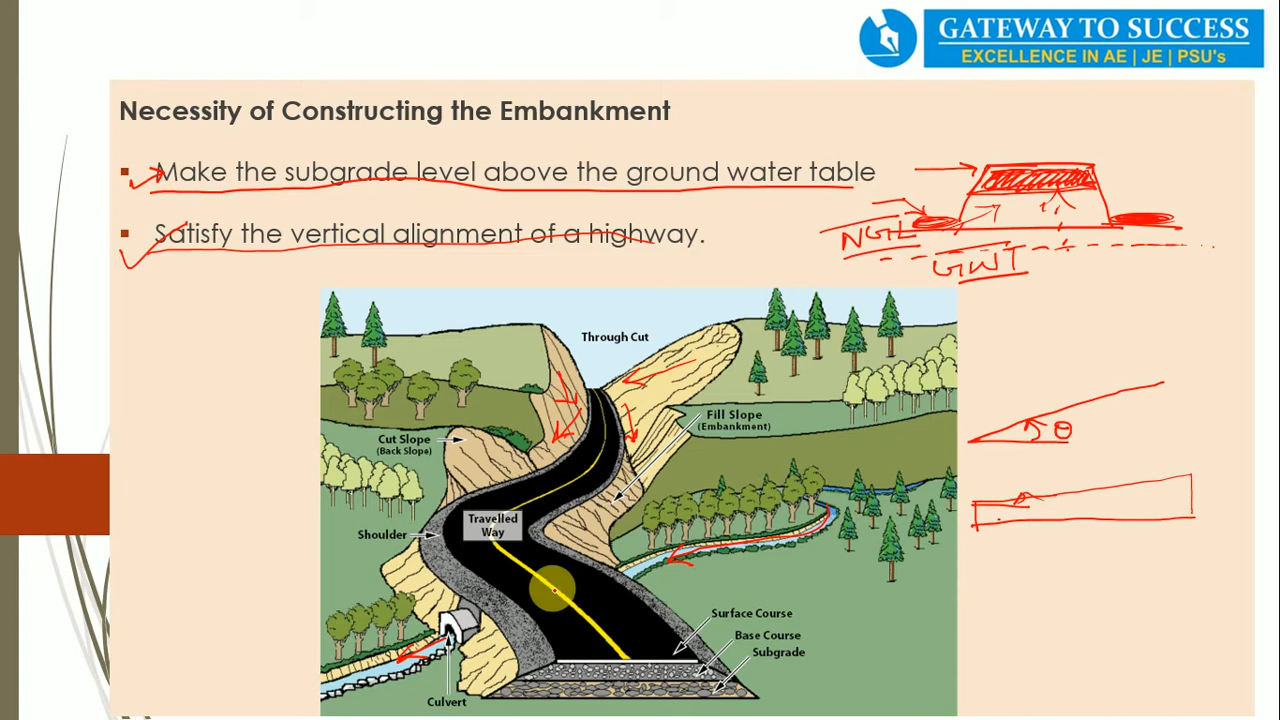 GATEWAY TO SUCCESS
EXCELLENCE IN AE | JE | PSU's
Necessity of Constructing the Embankment
Make the subgrade level above the ground water table
Satisfy the vertical alignment of a highway.
NGL
GWT
θ
Through Cut
Fill Slope
(Embankment)
Cut Slope
(Back Slope)
Travelled
Way
Shoulder
Surface Course
Base Course
Subgrade
Culvert